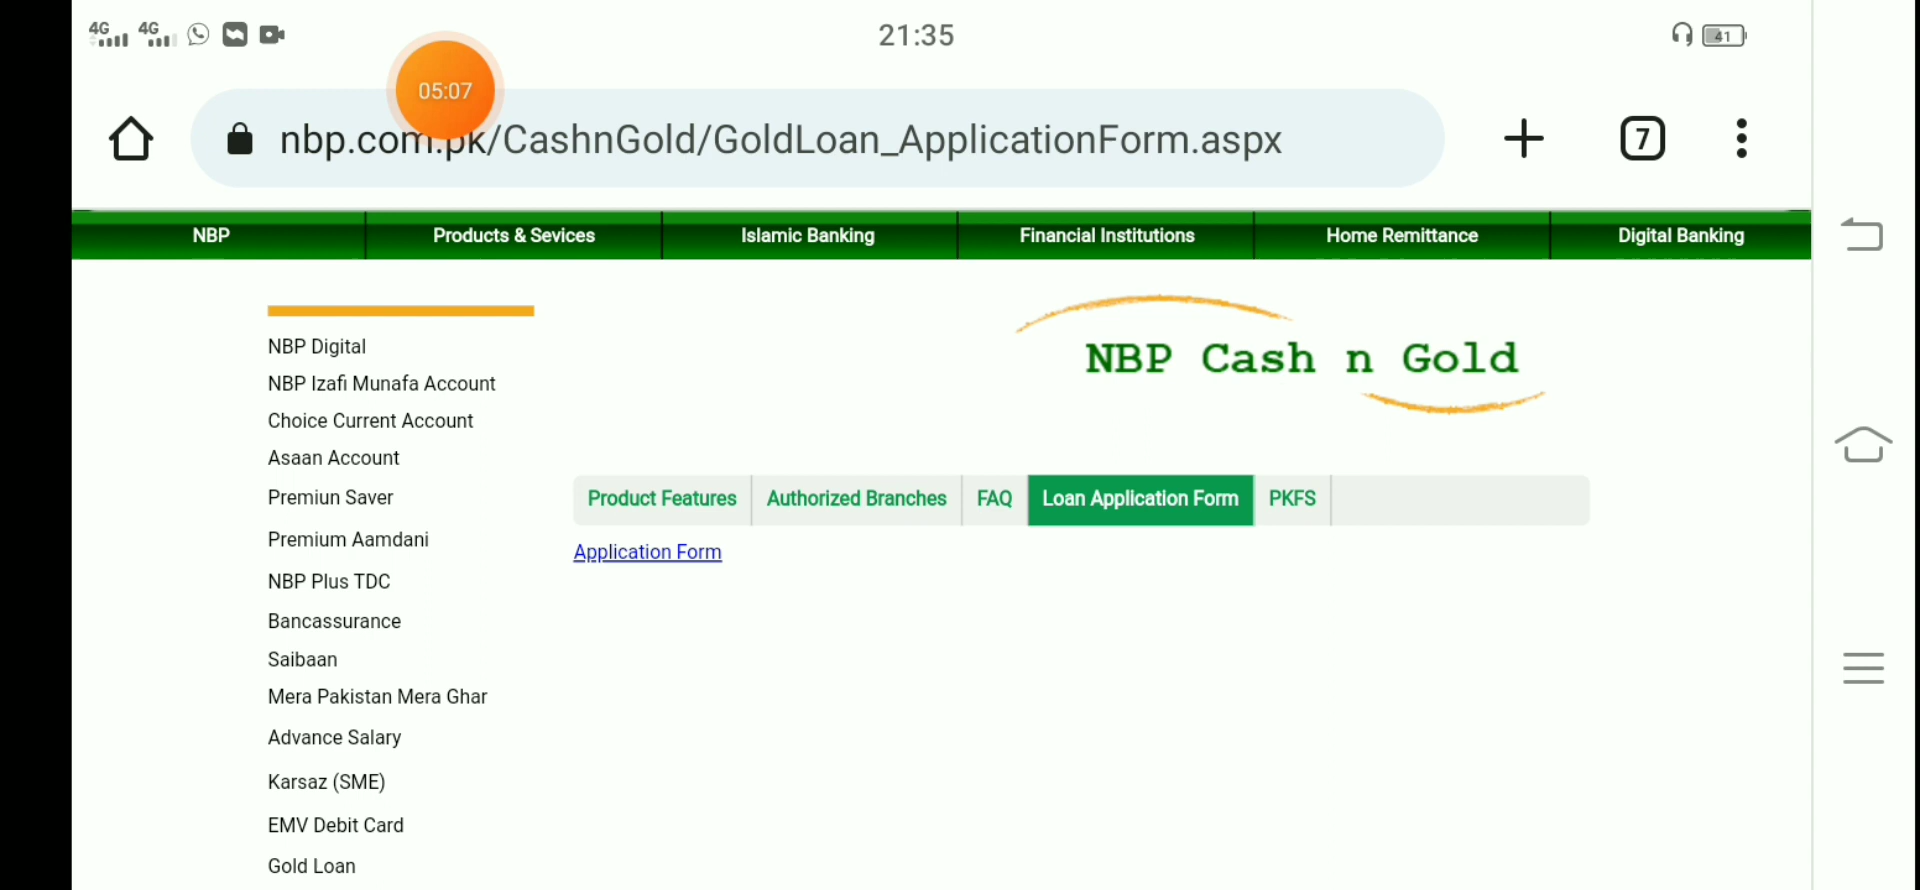 4G 4G 21:35 41
05:07
nbp.com.pk/CashnGold/GoldLoan_ApplicationForm.aspx 7
NBP Products & Sevices Islamic Banking Financial Institutions Home Remittance Digital Banking
NBP Cash n Gold
NBP Digital
NBP Izafi Munafa Account
Choice Current Account
Asaan Account
Premiun Saver
Premium Aamdani
NBP Plus TDC
Bancassurance
Saibaan
Mera Pakistan Mera Ghar
Advance Salary
Karsaz (SME)
EMV Debit Card
Gold Loan
Product Features Authorized Branches FAQ Loan Application Form PKFS
Application Form